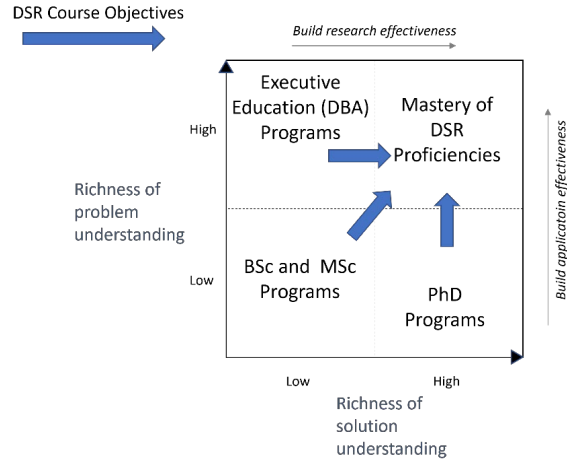 DSR Course Objectives
Build research effectiveness
Executive
Education (DBA)
Programs
Mastery of
DSR
Proficiencies
High
Richness of
problem
understanding
Build applicatoin effectiveness
BSc and MSc
Programs
PhD
Programs
Low
Low
High
Richness of
solution
understanding